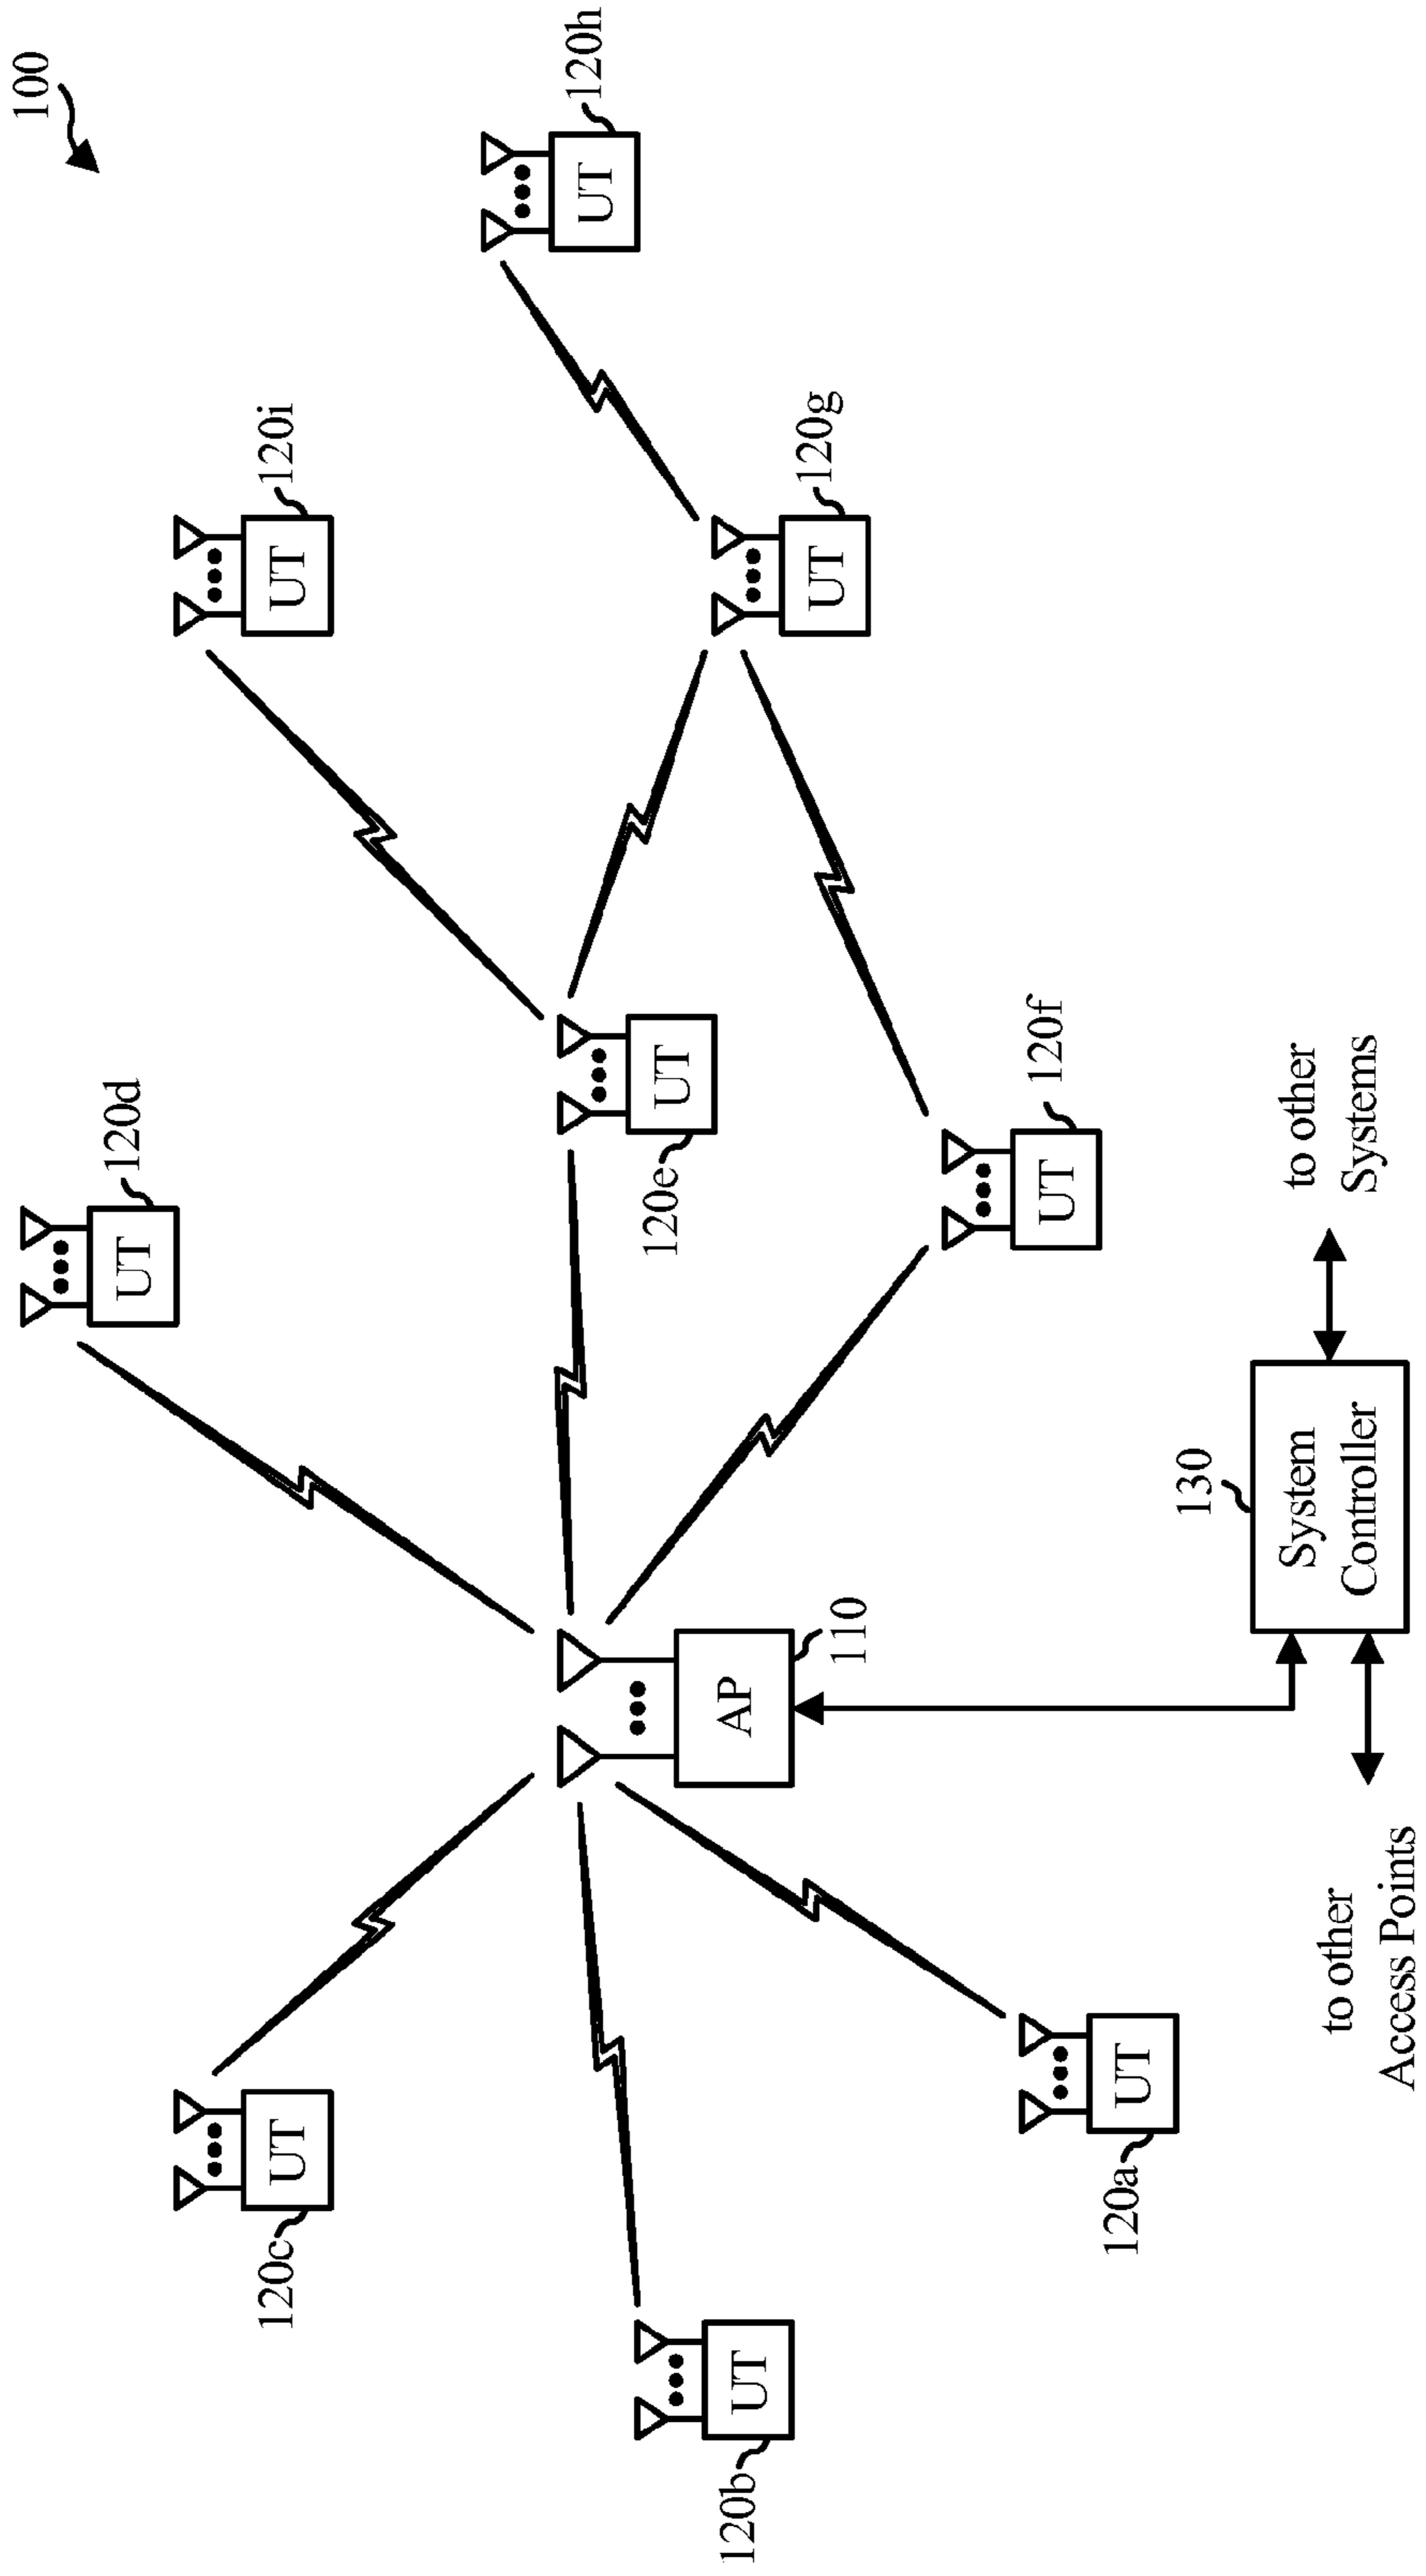 100
120d
UT
120i
UT
120c
UT
120h
UT
120e
UT
120g
UT
120b
UT
AP
110
120f
UT
120a
UT
130
System
Controller
to other
Systems
to other
Access Points